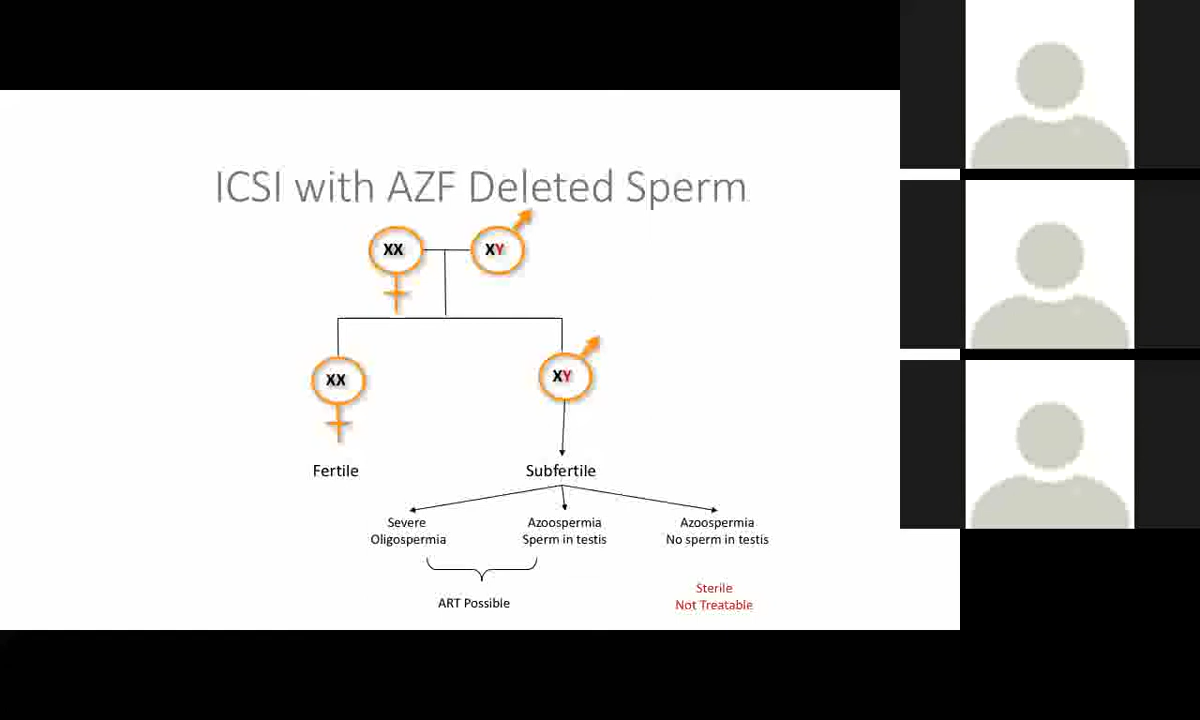 ICSI with AZF Deleted Sperm
XX
XY
XX
XY
Fertile
Subfertile
Severe
Oligospermia
Azoospermia
Sperm in testis
Azoospermia
No sperm in testis
ART Possible
Sterile
Not Treatable